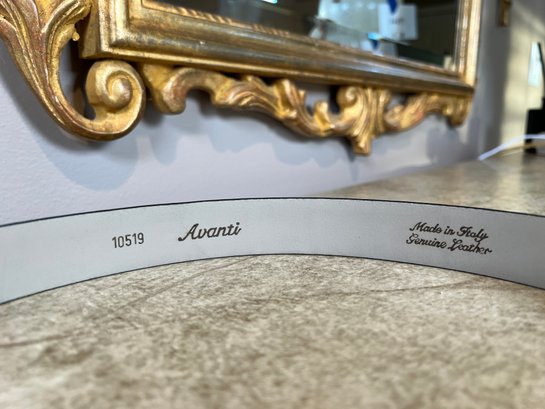 10519 Avanti
Made in Italy
Genuine Leather